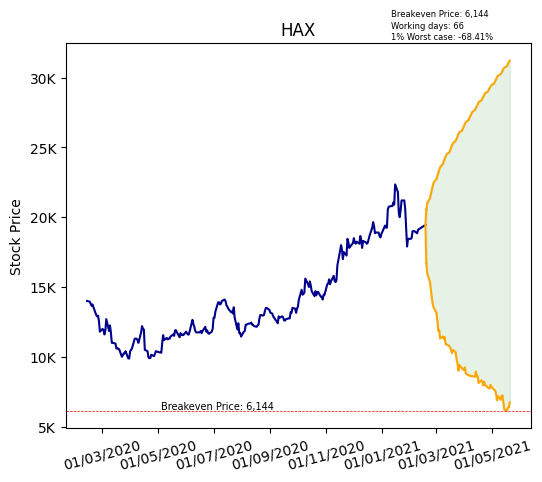 Breakeven Price: 6,144
Working days: 66
1% Worst case: -68.41%
HAX
Stock Price
30K
25K
20K
15K
10K
5K
Breakeven Price: 6,144
01/03/2020
01/05/2020
01/07/2020
01/09/2020
01/11/2020
01/01/2021
01/03/2021
01/05/2021